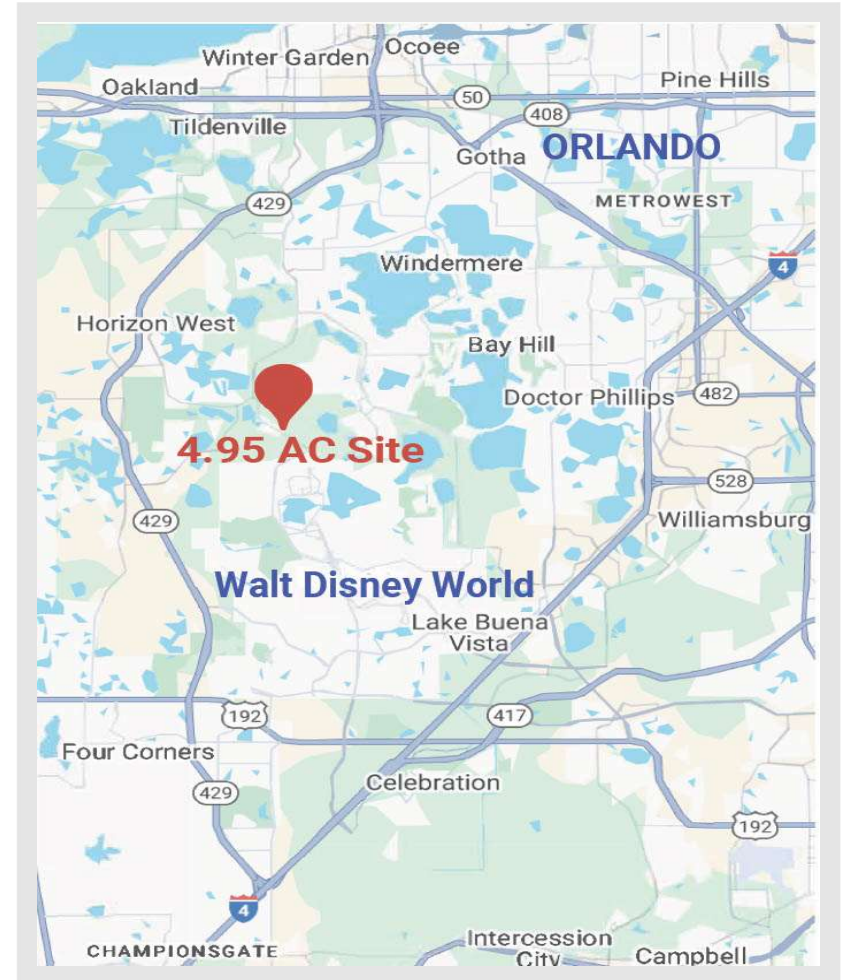 Winter Garden
Ocoee
Oakland
Pine Hills
50
408
Tildenville
Gotha
ORLANDO
METROWEST
429
Windermere
4
Horizon West
Bay Hill
Doctor Phillips
482
4.95 AC Site
528
429
Williamsburg
Walt Disney World
Lake Buena
Vista
192
417
Four Corners
Celebration
429
192
4
CHAMPIONSGATE
Intercession
City
Campbell